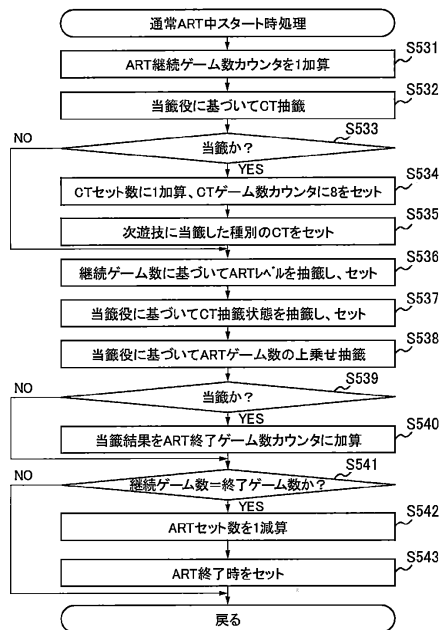 通常ART中スタート時処理
S531
ART継続ゲーム数カウンタを1加算
S532
当籤役に基づいてCT抽籤
S533
当籤か?
NO
YES
S534
CTセット数に1加算、CTゲーム数カウンタに8をセット
S535
次遊技に当籤した種別のCTをセット
S536
継続ゲーム数に基づいてARTレベルを抽籤し、セット
S537
当籤役に基づいてCT抽籤状態を抽籤し、セット
S538
当籤役に基づいてARTゲーム数の上乗せ抽籤
S539
当籤か?
NO
YES
S540
当籤結果をART終了ゲーム数カウンタに加算
S541
継続ゲーム数=終了ゲーム数か?
NO
YES
S542
ARTセット数を1減算
S543
ART終了時をセット
戻る